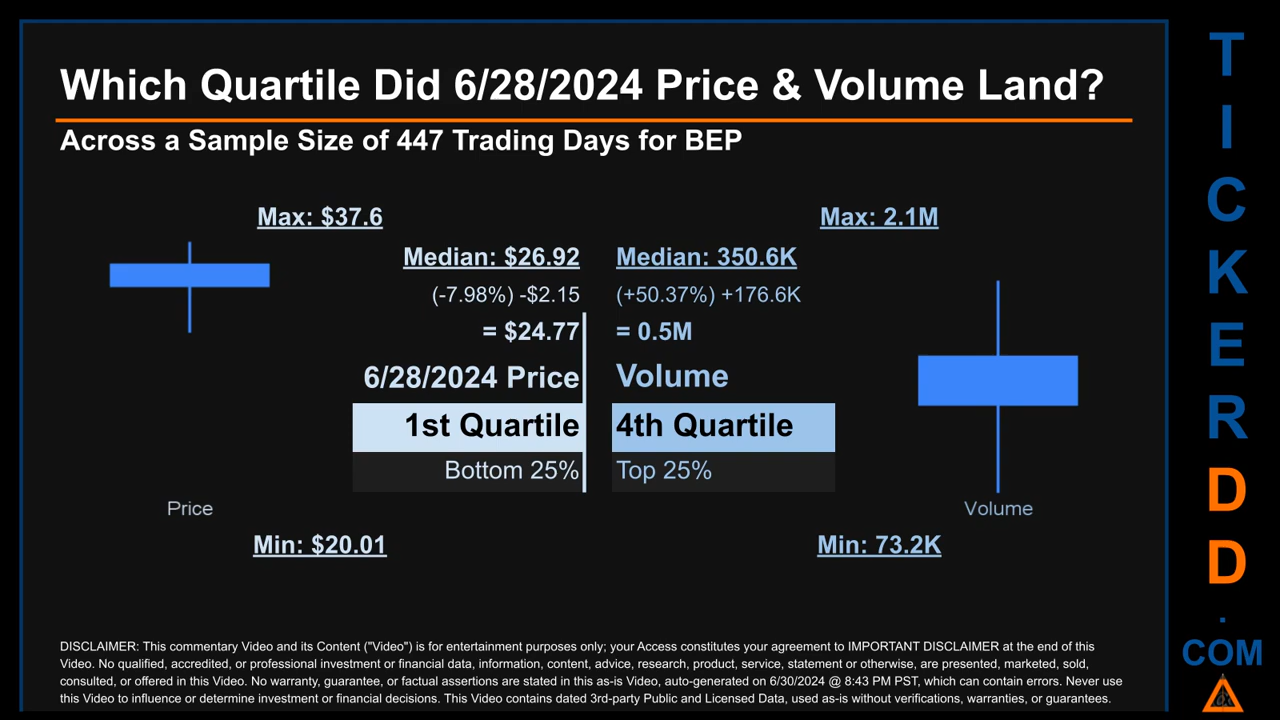 Which Quartile Did 6/28/2024 Price & Volume Land?
Across a Sample Size of 447 Trading Days for BEP
Max: $37.6
Median: $26.92
(-7.98%) -$2.15
= $24.77
6/28/2024 Price
1st Quartile
Bottom 25%
Price
Min: $20.01
Max: 2.1M
Median: 350.6K
(+50.37%) +176.6K
= 0.5M
Volume
4th Quartile
Top 25%
Volume
Min: 73.2K
DISCLAIMER: This commentary Video and its Content ("Video") is for entertainment purposes only; your Access constitutes your agreement to IMPORTANT DISCLAIMER at the end of this
Video. No qualified, accredited, or professional investment or financial data, information, content, advice, research, product, service, statement or otherwise, are presented, marketed, sold,
consulted, or offered in this Video. No warranty, guarantee, or factual assertions are stated in this as-is Video, auto-generated on 6/30/2024 @ 8:43 PM PST, which can contain errors. Never use
this Video to influence or determine investment or financial decisions. This Video contains dated 3rd-party Public and Licensed Data, used as-is without verifications, warranties, or guarantees.
T
I
C
K
E
R
D
D
.
COM